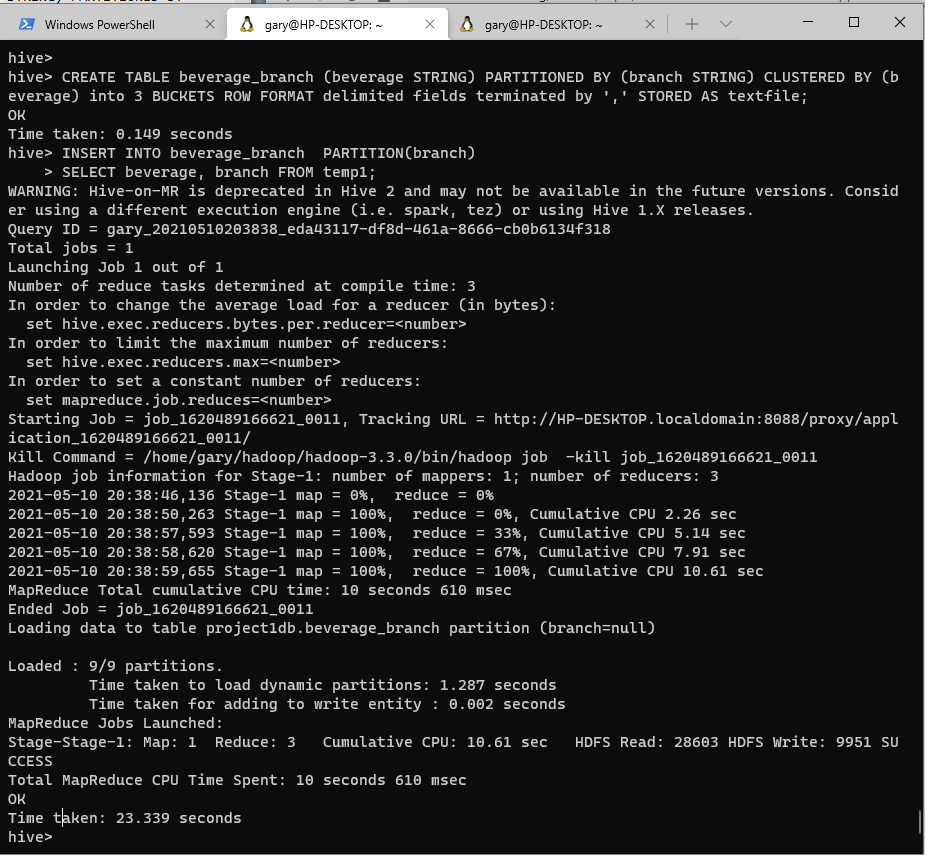 Windows PowerShell
gary@HP-DESKTOP: ~
gary@HP-DESKTOP: ~
hive>
hive> CREATE TABLE beverage_branch (beverage STRING) PARTITIONED BY (branch STRING) CLUSTERED BY (b
everage) into 3 BUCKETS ROW FORMAT delimited fields terminated by ',' STORED AS textfile;
OK
Time taken: 0.149 seconds
hive> INSERT INTO beverage_branch  PARTITION(branch)
    > SELECT beverage, branch FROM temp1;
WARNING: Hive-on-MR is deprecated in Hive 2 and may not be available in the future versions. Consid
er using a different execution engine (i.e. spark, tez) or using Hive 1.X releases.
Query ID = gary_20210510203838_eda43117-df8d-461a-8666-cb0b6134f318
Total jobs = 1
Launching Job 1 out of 1
Number of reduce tasks determined at compile time: 3
In order to change the average load for a reducer (in bytes):
  set hive.exec.reducers.bytes.per.reducer=<number>
In order to limit the maximum number of reducers:
  set hive.exec.reducers.max=<number>
In order to set a constant number of reducers:
  set mapreduce.job.reduces=<number>
Starting Job = job_1620489166621_0011, Tracking URL = http://HP-DESKTOP.localdomain:8088/proxy/appl
ication_1620489166621_0011/
Kill Command = /home/gary/hadoop/hadoop-3.3.0/bin/hadoop job  -kill job_1620489166621_0011
Hadoop job information for Stage-1: number of mappers: 1; number of reducers: 3
2021-05-10 20:38:46,136 Stage-1 map = 0%,  reduce = 0%
2021-05-10 20:38:50,263 Stage-1 map = 100%,  reduce = 0%, Cumulative CPU 2.26 sec
2021-05-10 20:38:57,593 Stage-1 map = 100%,  reduce = 33%, Cumulative CPU 5.14 sec
2021-05-10 20:38:58,620 Stage-1 map = 100%,  reduce = 67%, Cumulative CPU 7.91 sec
2021-05-10 20:38:59,655 Stage-1 map = 100%,  reduce = 100%, Cumulative CPU 10.61 sec
MapReduce Total cumulative CPU time: 10 seconds 610 msec
Ended Job = job_1620489166621_0011
Loading data to table project1db.beverage_branch partition (branch=null)

Loaded : 9/9 partitions.
         Time taken to load dynamic partitions: 1.287 seconds
         Time taken for adding to write entity : 0.002 seconds
MapReduce Jobs Launched:
Stage-Stage-1: Map: 1  Reduce: 3   Cumulative CPU: 10.61 sec   HDFS Read: 28603 HDFS Write: 9951 SU
CCESS
Total MapReduce CPU Time Spent: 10 seconds 610 msec
OK
Time taken: 23.339 seconds
hive>